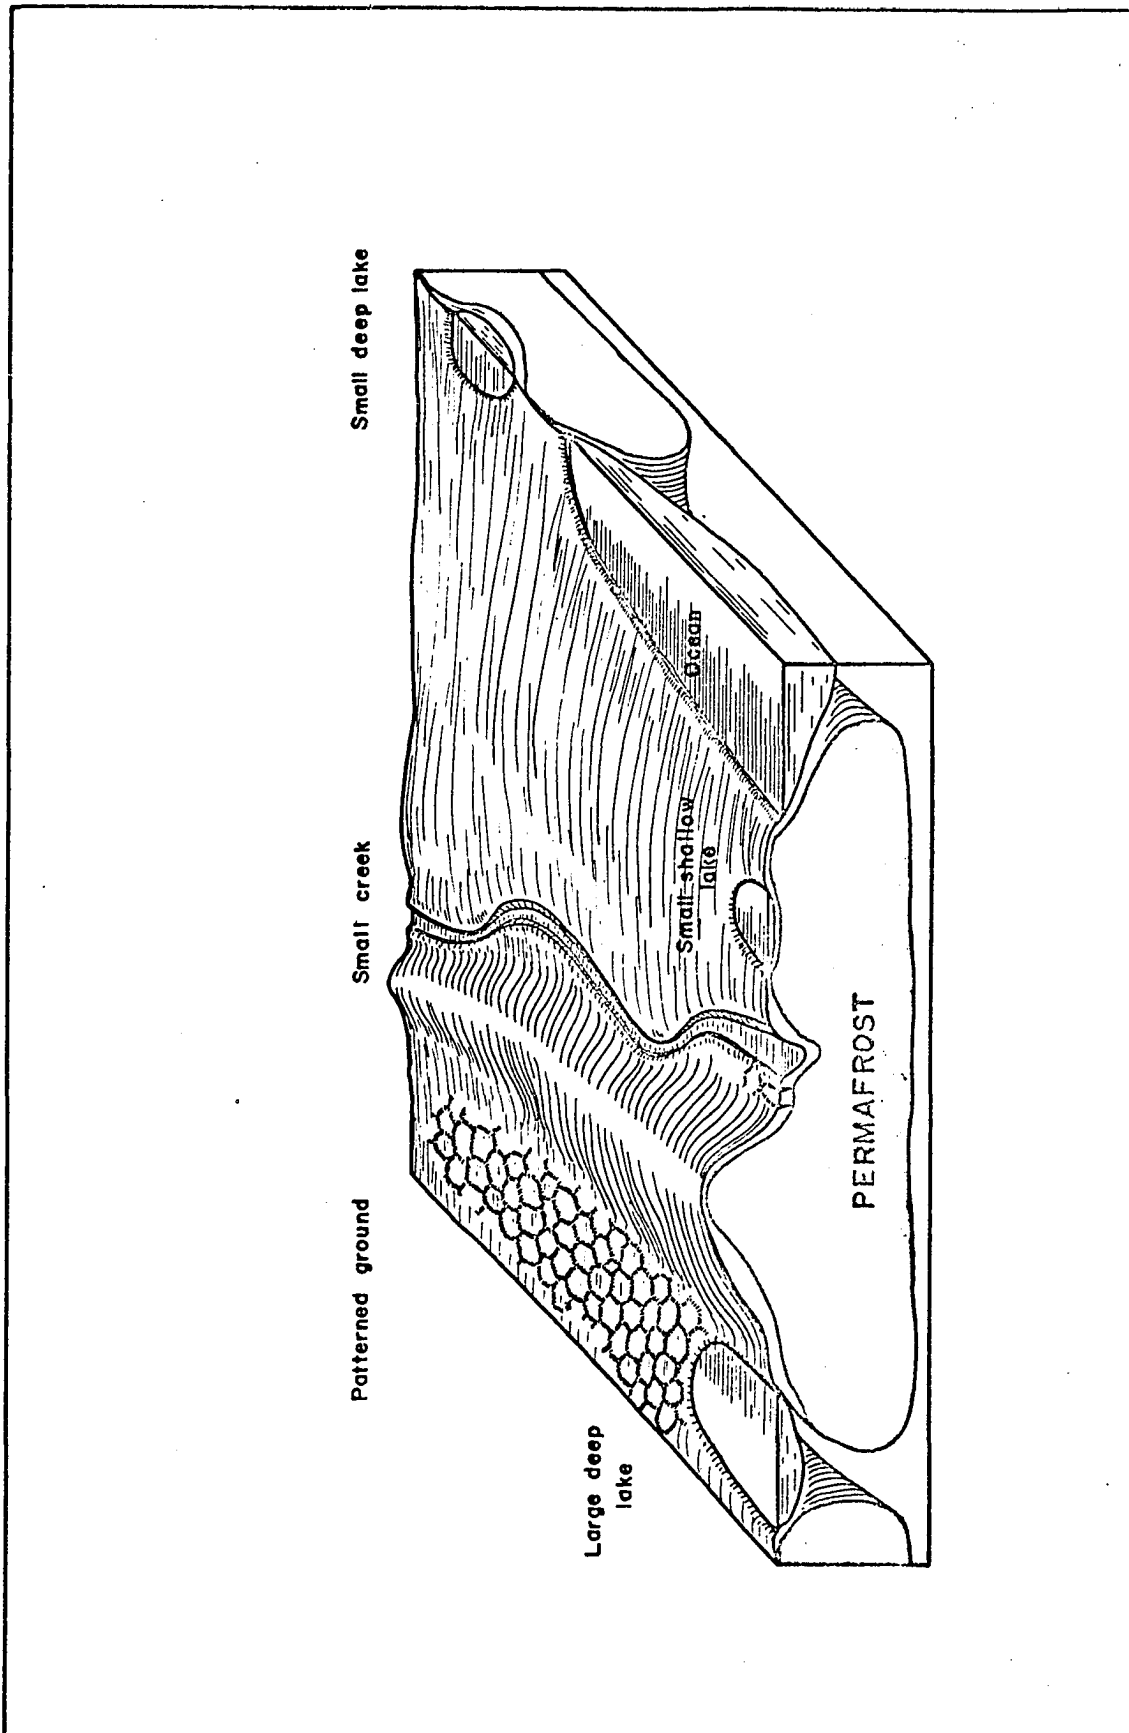 Patterned ground
Small creek
Small deep lake
Large deep
lake
Small shallow
lake
Ocean
PERMAFROST